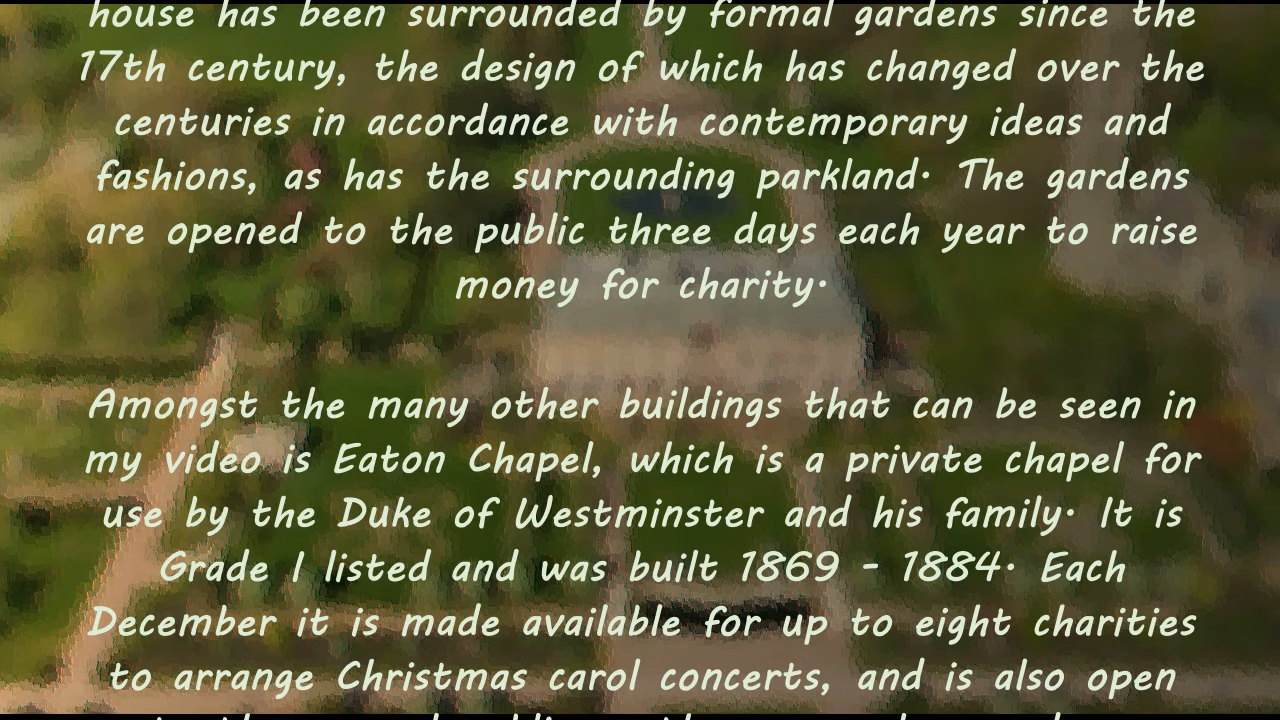 house has been surrounded by formal gardens since the
17th century, the design of which has changed over the
centuries in accordance with contemporary ideas and
fashions, as has the surrounding parkland. The gardens
are opened to the public three days each year to raise
money for charity.
Amongst the many other buildings that can be seen in
my video is Eaton Chapel, which is a private chapel for
use by the Duke of Westminster and his family. It is
Grade I listed and was built 1869 - 1884. Each
December it is made available for up to eight charities
to arrange Christmas carol concerts, and is also open